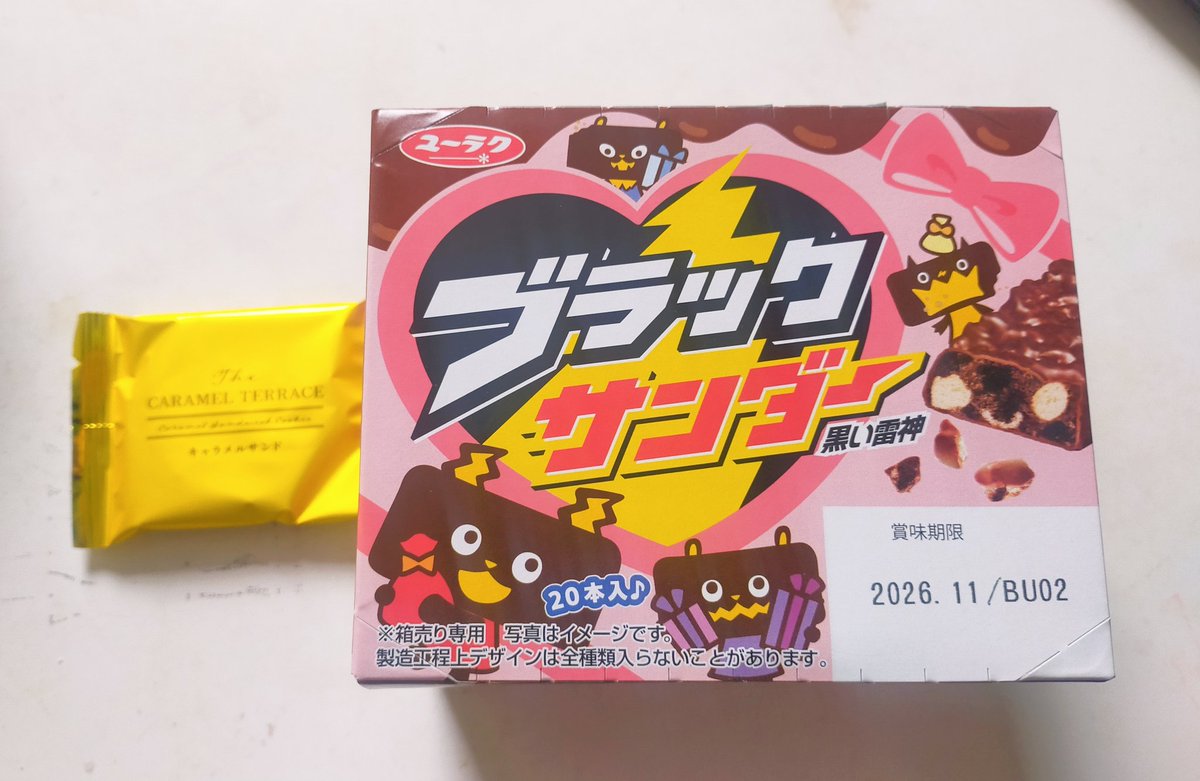 ユーラク
ブラック
サンダー
黒い雷神
The
CARAMEL TERRACE
Caramel Sandwich Cookie
キャラメルサンド
20本入♪
賞味期限
2026. 11 /BU02
※箱売り専用 写真はイメージです。
製造工程上デザインは全種類入らないことがあります。